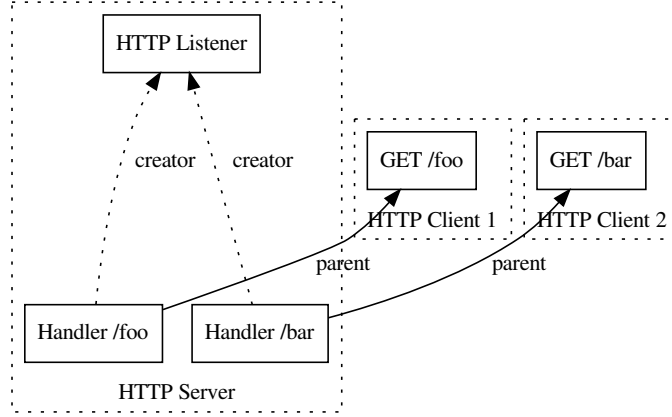 HTTP Listener
creator
creator
GET /foo
GET /bar
HTTP Client 1
HTTP Client 2
parent
parent
Handler /foo
Handler /bar
HTTP Server